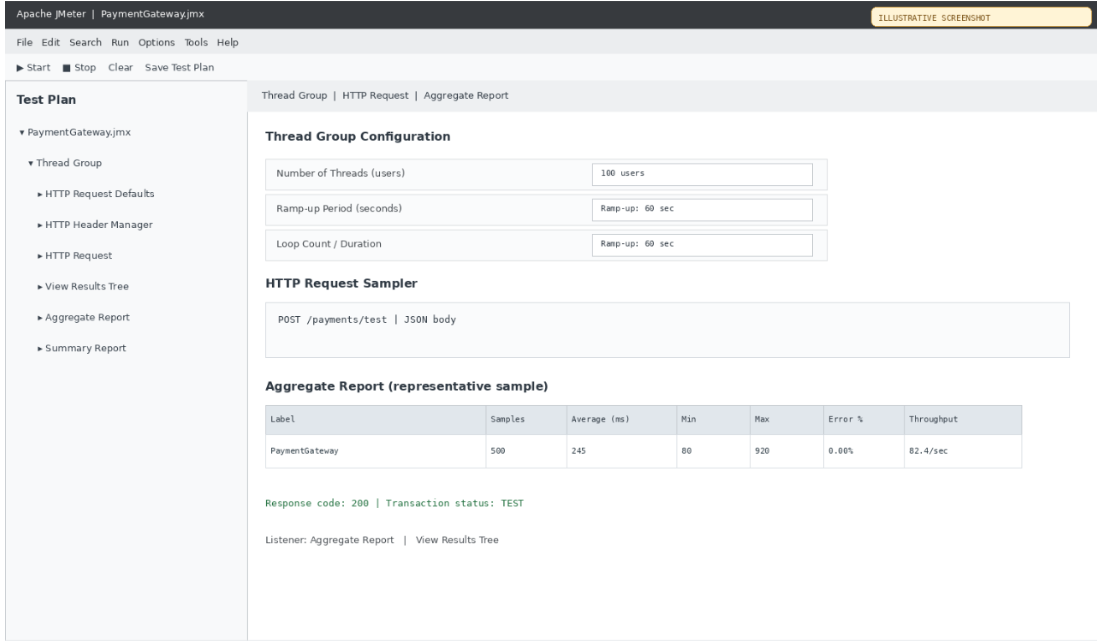 Apache JMeter | PaymentGateway.jmx
ILLUSTRATIVE SCREENSHOT
File Edit Search Run Options Tools Help
▶ Start ■ Stop Clear Save Test Plan
Test Plan
▾ PaymentGateway.jmx
▾ Thread Group
▸ HTTP Request Defaults
▸ HTTP Header Manager
▸ HTTP Request
▸ View Results Tree
▸ Aggregate Report
▸ Summary Report
Thread Group | HTTP Request | Aggregate Report
Thread Group Configuration
Number of Threads (users) 100 users
Ramp-up Period (seconds) Ramp-up: 60 sec
Loop Count / Duration Ramp-up: 60 sec
HTTP Request Sampler
POST /payments/test | JSON body
Aggregate Report (representative sample)
Label Samples Average (ms) Min Max Error % Throughput
PaymentGateway 500 245 80 920 0.00% 82.4/sec
Response code: 200 | Transaction status: TEST
Listener: Aggregate Report | View Results Tree